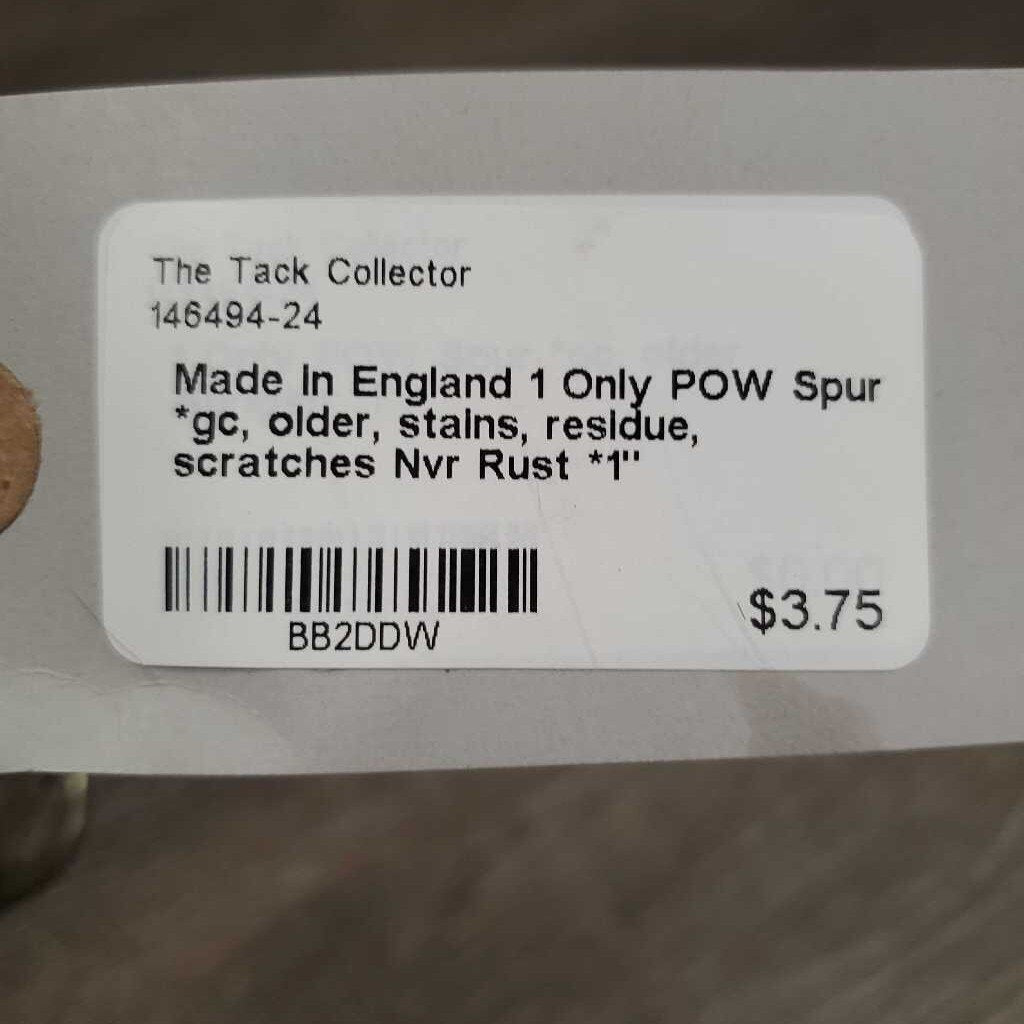 The Tack Collector
146494-24
Made In England 1 Only POW Spur
*gc, older, stains, residue,
scratches Nvr Rust *1"
BB2DDW
$3.75